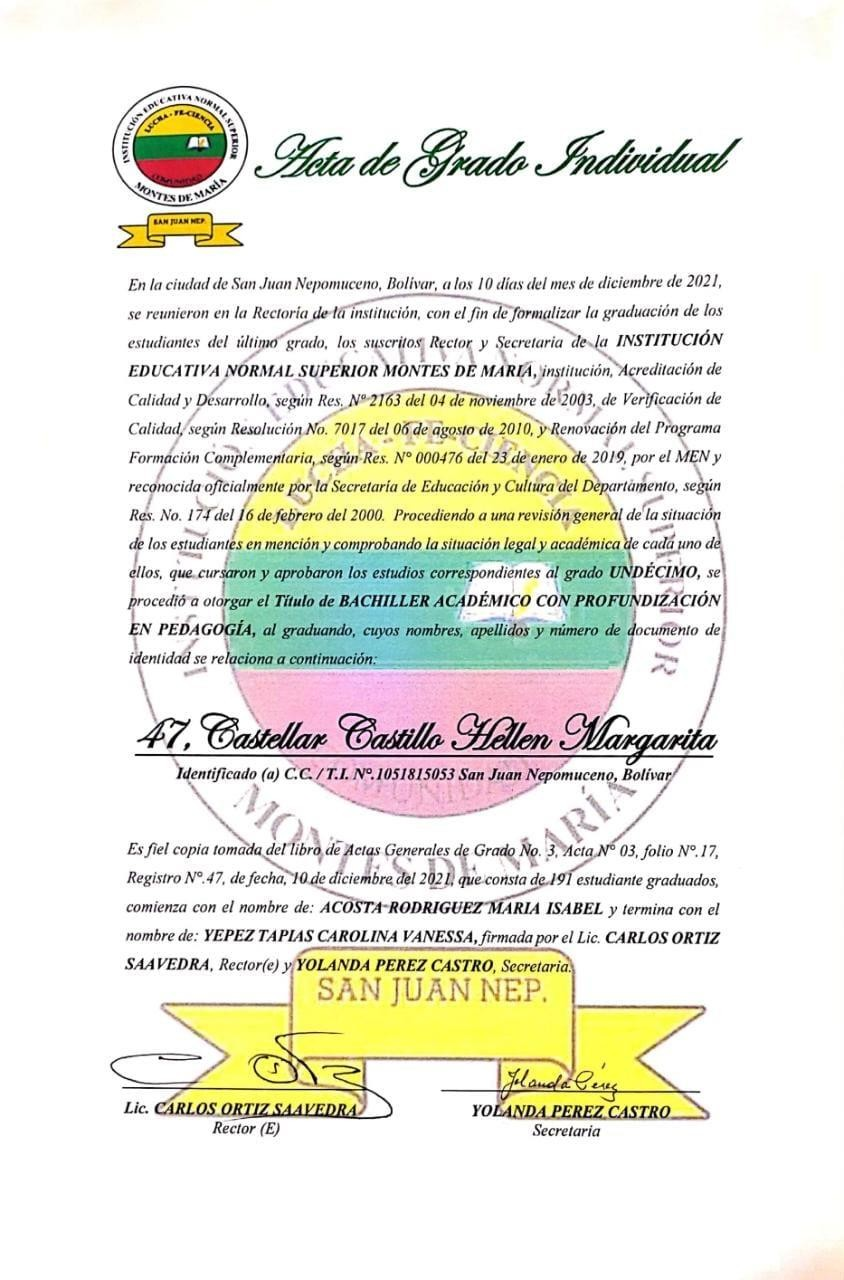 INSTITUCIÓN EDUCATIVA NORMAL SUPERIOR
LUCHA - FE - CIENCIA
COMUNIDAD
MONTES DE MARÍA
SAN JUAN NEP.
Acta de Grado Individual
En la ciudad de San Juan Nepomuceno, Bolívar, a los 10 días del mes de diciembre de 2021,
se reunieron en la Rectoría de la institución, con el fin de formalizar la graduación de los
estudiantes del último grado, los suscritos Rector y Secretaria de la INSTITUCIÓN
EDUCATIVA NORMAL SUPERIOR MONTES DE MARIA, institución, Acreditación de
Calidad y Desarrollo, según Res. N° 2163 del 04 de noviembre de 2003, de Verificación de
Calidad, según Resolución No. 7017 del 06 de agosto de 2010, y Renovación del Programa
Formación Complementaria, según Res. N° 000476 del 23 de enero de 2019, por el MEN y
reconocida oficialmente por la Secretaría de Educación y Cultura del Departamento, según
Res. No. 174 del 16 de febrero del 2000. Procediendo a una revisión general de la situación
de los estudiantes en mención y comprobando la situación legal y académica de cada uno de
ellos, que cursaron y aprobaron los estudios correspondientes al grado UNDÉCIMO, se
procedió a otorgar el Título de BACHILLER ACADÉMICO CON PROFUNDIZACIÓN
EN PEDAGOGÍA, al graduando, cuyos nombres, apellidos y número de documento de
identidad se relaciona a continuación:
47, Castellar Castillo Hellen Margarita
Identificado (a) C.C. / T.I. N°.1051815053 San Juan Nepomuceno, Bolívar
Es fiel copia tomada del libro de Actas Generales de Grado No. 3, Acta N° 03, folio N°.17,
Registro N°.47, de fecha, 10 de diciembre del 2021, que consta de 191 estudiante graduados,
comienza con el nombre de: ACOSTA RODRIGUEZ MARIA ISABEL y termina con el
nombre de: YEPEZ TAPIAS CAROLINA VANESSA, firmada por el Lic. CARLOS ORTIZ
SAAVEDRA, Rector(e) y YOLANDA PEREZ CASTRO, Secretaria.
INSTITUCIÓN EDUCATIVA NORMAL SUPERIOR
LUCHA - FE - CIENCIA
COMUNIDAD
MONTES DE MARÍA
SAN JUAN NEP.
Yolanda Pérez
Lic. CARLOS ORTIZ SAAVEDRA
Rector (E)
YOLANDA PEREZ CASTRO
Secretaria